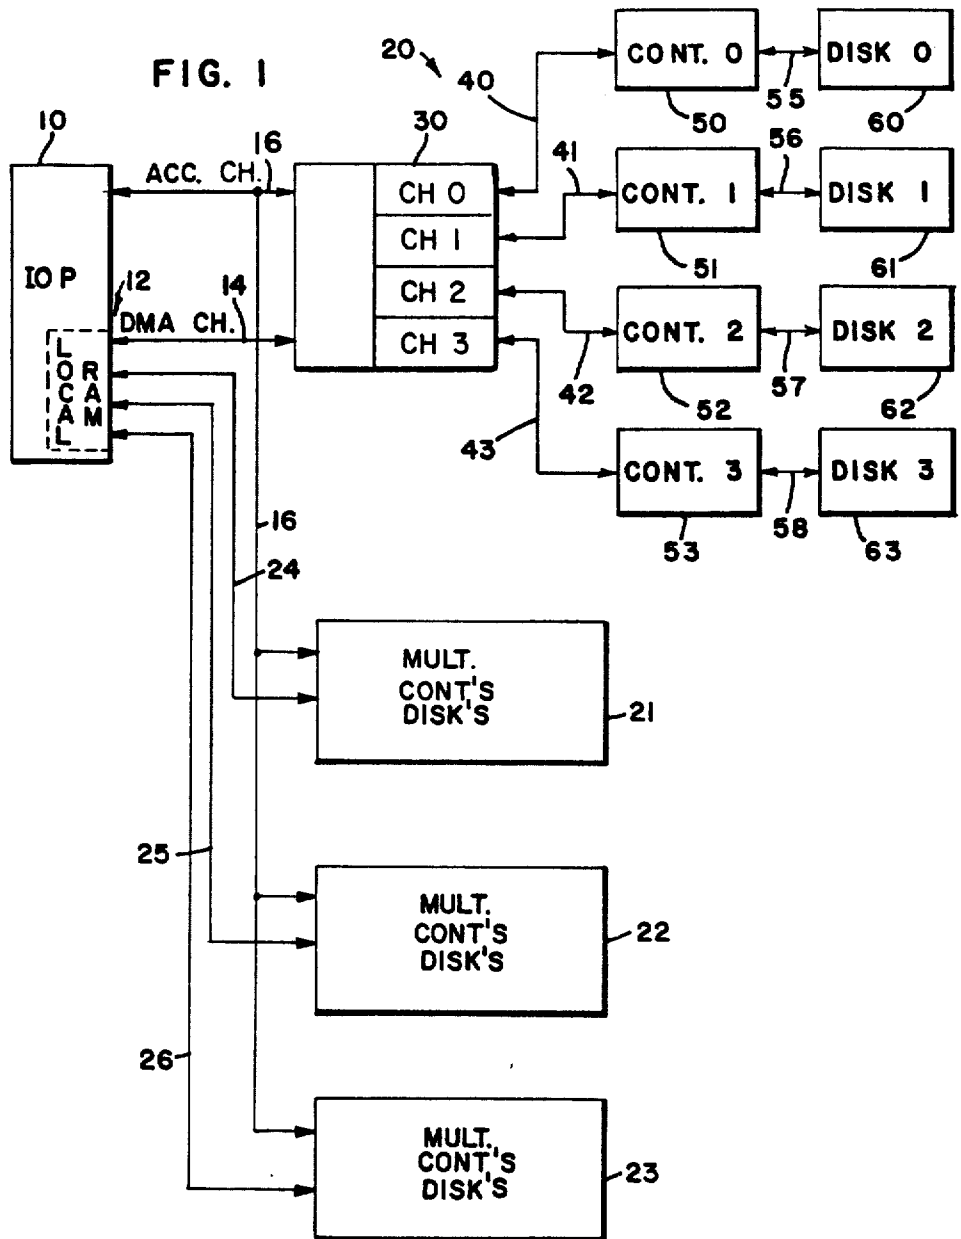 FIG. 1
20
40
CONT. 0
DISK 0
55
50
60
10
ACC. CH.
16
30
CH 0
CH 1
CH 2
CH 3
41
CONT. 1
56
DISK 1
51
61
IOP
12
DMA CH.
14
LOCAL
RAM
42
CONT. 2
57
DISK 2
52
62
43
CONT. 3
58
DISK 3
53
63
16
24
MULT.
CONT'S
DISK'S
21
25
MULT.
CONT'S
DISK'S
22
26
MULT.
CONT'S
DISK'S
23